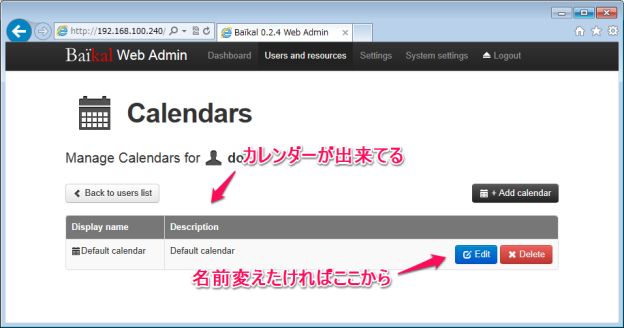 http://192.168.100.240/
Baïkal 0.2.4 Web Admin
Baïkal Web Admin
Dashboard
Users and resources
Settings
System settings
Logout
Calendars
Manage Calendars for
カレンダーが出来てる
Back to users list
+ Add calendar
Display name
Description
Default calendar
Default calendar
Edit
Delete
名前変えたければここから